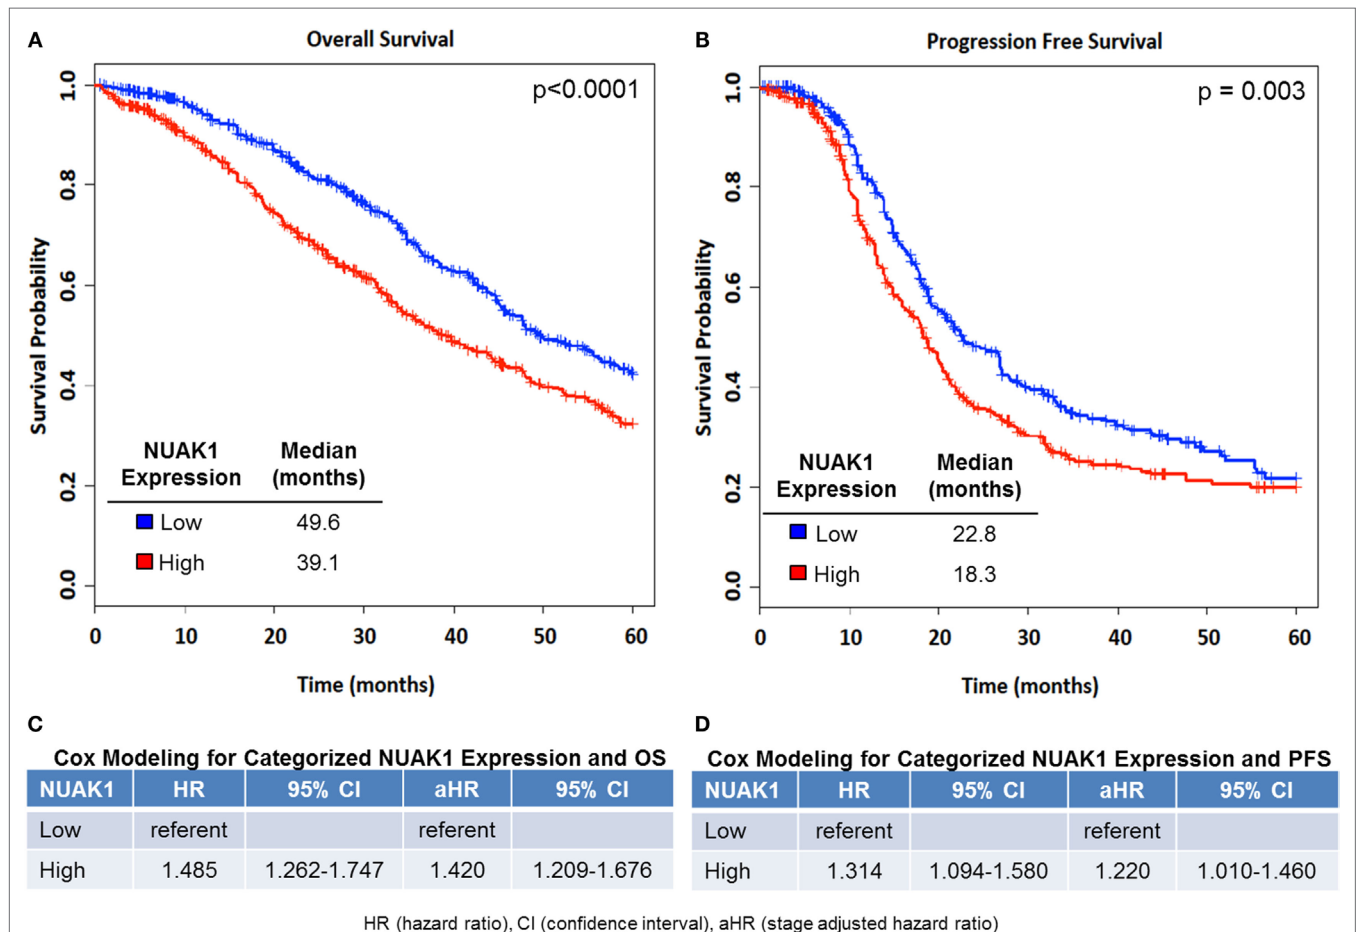 A
Overall Survival
p<0.0001
Survival Probability
1.0
0.8
0.6
0.4
0.2
0.0
NUAK1 Expression
Median (months)
Low 49.6
High 39.1
0 10 20 30 40 50 60
Time (months)
B
Progression Free Survival
p = 0.003
Survival Probability
1.0
0.8
0.6
0.4
0.2
0.0
NUAK1 Expression
Median (months)
Low 22.8
High 18.3
0 10 20 30 40 50 60
Time (months)
C
Cox Modeling for Categorized NUAK1 Expression and OS
NUAK1 HR 95% CI aHR 95% CI
Low referent referent
High 1.485 1.262-1.747 1.420 1.209-1.676
D
Cox Modeling for Categorized NUAK1 Expression and PFS
NUAK1 HR 95% CI aHR 95% CI
Low referent referent
High 1.314 1.094-1.580 1.220 1.010-1.460
HR (hazard ratio), CI (confidence interval), aHR (stage adjusted hazard ratio)